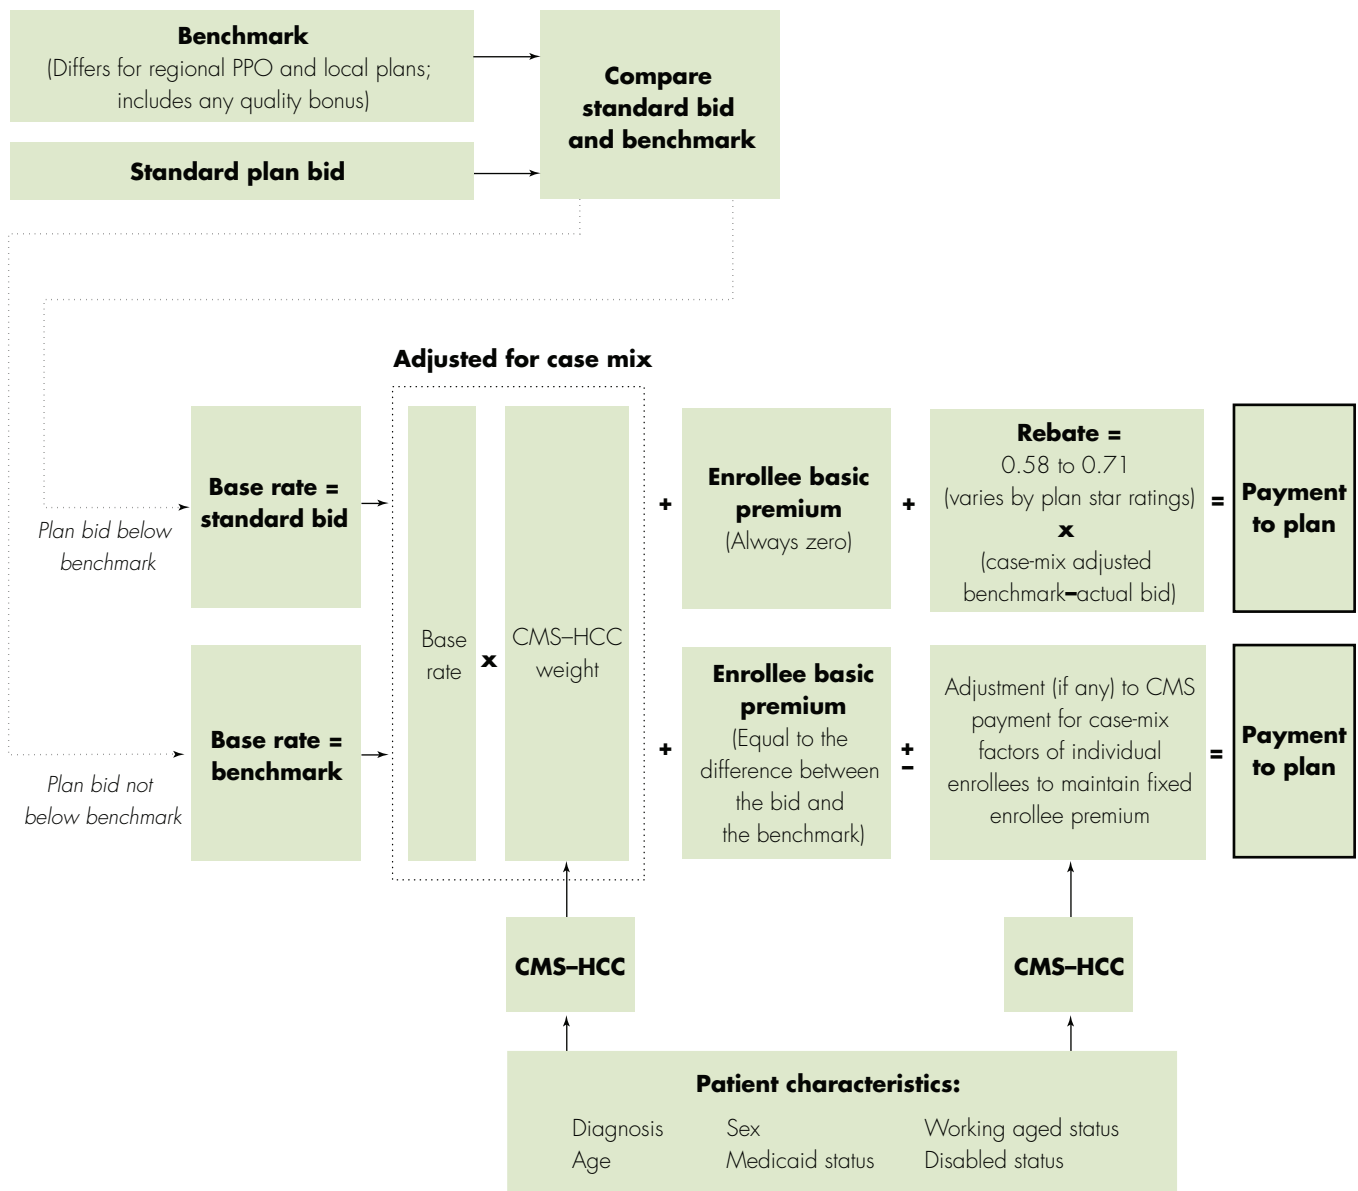 Benchmark
(Differs for regional PPO and local plans;
includes any quality bonus)
Standard plan bid
Compare
standard bid
and benchmark
Adjusted for case mix
Plan bid below
benchmark
Base rate =
standard bid
Plan bid not
below benchmark
Base rate =
benchmark
Base
rate
x
CMS–HCC
weight
+
Enrollee basic
premium
(Always zero)
+
Rebate =
0.58 to 0.71
(varies by plan star ratings)
x
(case-mix adjusted
benchmark–actual bid)
=
Payment
to plan
+
Enrollee basic
premium
(Equal to the
difference between
the bid and
the benchmark)
+
–
Adjustment (if any) to CMS
payment for case-mix
factors of individual
enrollees to maintain fixed
enrollee premium
=
Payment
to plan
CMS–HCC
CMS–HCC
Patient characteristics:
Diagnosis Sex Working aged status
Age Medicaid status Disabled status